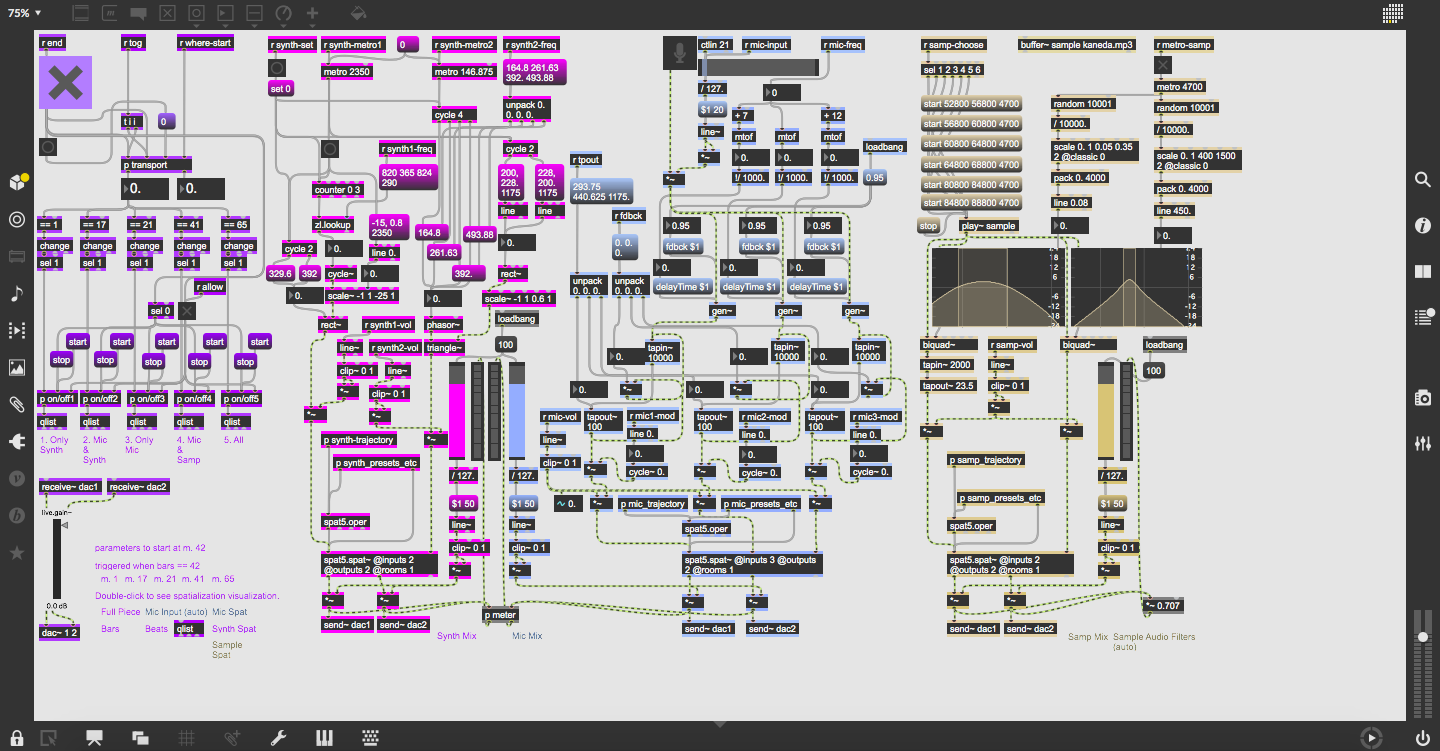 75%
r end
r tog
r where-start
t i i
0
p transport
0.
0.
== 1
== 17
== 21
== 41
== 65
change
change
change
change
change
sel 1
sel 1
sel 1
sel 1
sel 1
r allow
sel 0
start
start
start
start
start
stop
stop
stop
stop
stop
p on/off1
p on/off2
p on/off3
p on/off4
p on/off5
qlist
qlist
qlist
qlist
qlist
1. Only
Synth
2. Mic
&
Synth
3. Only
Mic
4. Mic
&
Samp
5. All
receive~ dac1
receive~ dac2
live.gain~
0.0 dB
dac~ 1 2
parameters to start at m. 42
triggered when bars == 42
m. 1 m. 17 m. 21 m. 41 m. 65
Double-click to see spatialization visualization.
Full Piece
Mic Input (auto)
Mic Spat
Bars
Beats
qlist
Synth Spat
Sample
Spat
r synth-set
r synth-metro1
0
r synth-metro2
r synth2-freq
set 0
metro 2350
metro 146.875
164.8 261.63
392. 493.88
cycle 4
unpack 0.
0. 0. 0.
r synth1-freq
cycle 2
820 365 824
290
200,
228.
1175
228,
200.
1175
counter 0 3
line
line
zl.lookup
-15, 0.8
2350
164.8
493.88
0.
cycle 2
0.
line 0.
261.63
329.6
392
cycle~
0.
392.
rect~
0.
scale~ -1 1 -25 1
0.
scale~ -1 1 0.6 1
rect~
r synth1-vol
phasor~
loadbang
line~
r synth2-vol
triangle~
100
clip~ 0 1
line~
*~
clip~ 0 1
*~
*~
p synth-trajectory
*~
p synth_presets_etc
/ 127.
/ 127.
$1 50
$1 50
spat5.oper
line~
line~
clip~ 0 1
clip~ 0 1
spat5.spat~ @inputs 2
@outputs 2 @rooms 1
*~
*~
*~
*~
p meter
send~ dac1
send~ dac2
Synth Mix
Mic Mix
ctlin 21
r mic-input
r mic-freq
/ 127.
0
$1 20
+ 7
+ 12
line~
mtof
mtof
mtof
loadbang
*~
0.
0.
0.
r tpout
*~
!/ 1000.
!/ 1000.
!/ 1000.
0.95
293.75
440.625 1175.
r fdbck
0.95
0.95
0.95
0. 0.
0.
fdbck $1
fdbck $1
fdbck $1
0.
0.
0.
unpack
0. 0. 0.
unpack
0. 0. 0.
delayTime $1
delayTime $1
delayTime $1
gen~
gen~
gen~
0.
tapin~
10000
0.
tapin~
10000
0.
tapin~
10000
0.
*~
0.
*~
0.
*~
r mic-vol
tapout~
100
r mic1-mod
tapout~
100
r mic2-mod
tapout~
100
r mic3-mod
line~
line 0.
line 0.
line 0.
0.
0.
0.
clip~ 0 1
*~
cycle~ 0.
*~
cycle~ 0.
*~
cycle~ 0.
0.
*~
p mic_trajectory
*~
p mic_presets_etc
*~
spat5.oper
spat5.spat~ @inputs 3 @outputs
2 @rooms 1
*~
*~
send~ dac1
send~ dac2
r samp-choose
buffer~ sample kaneda.mp3
r metro-samp
sel 1 2 3 4 5 6
metro 4700
start 52800 56800 4700
random 10001
random 10001
start 56800 60800 4700
/ 10000.
/ 10000.
start 60800 64800 4700
scale 0. 1 0.05 0.35
2 @classic 0
scale 0. 1 400 1500
2 @classic 0
start 64800 68800 4700
start 80800 84800 4700
pack 0. 4000
pack 0. 4000
start 84800 88800 4700
line 0.08
line 450.
stop
play~ sample
0.
0.
18
12
6
-6
-12
-18
-24
18
12
6
-6
-12
-18
-24
biquad~
r samp-vol
biquad~
loadbang
tapin~ 2000
line~
100
tapout~ 23.5
clip~ 0 1
*~
*~
*~
p samp_trajectory
/ 127.
p samp_presets_etc
$1 50
spat5.oper
line~
clip~ 0 1
spat5.spat~ @inputs 2
@outputs 2 @rooms 1
*~
*~
*~
*~ 0.707
send~ dac1
send~ dac2
Samp Mix
Sample Audio Filters
(auto)